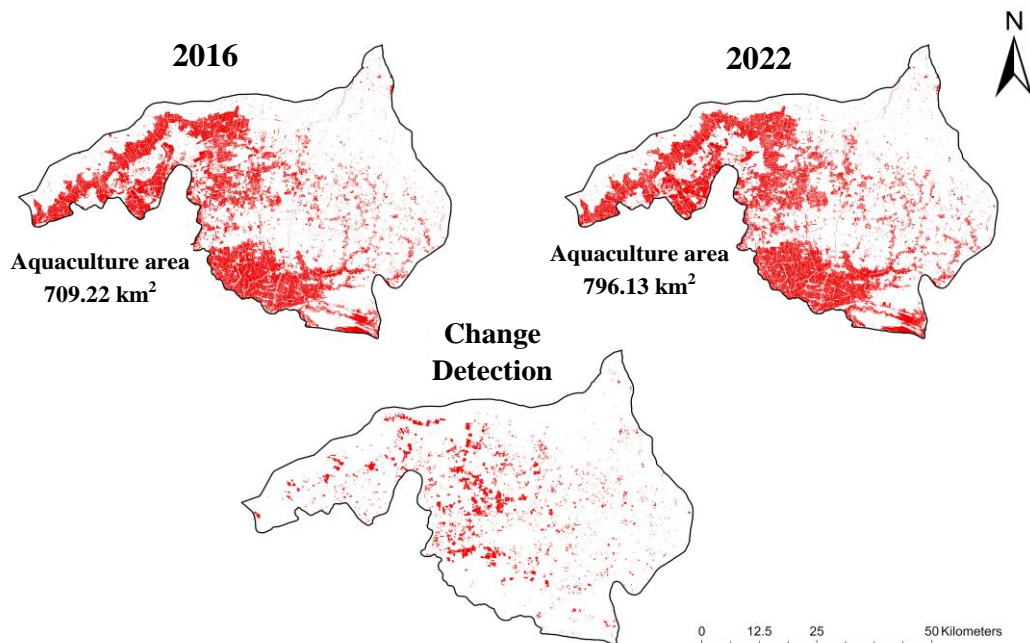 N
2016
2022
Aquaculture area
709.22 km²
Aquaculture area
796.13 km²
Change
Detection
0 12.5 25 50 Kilometers